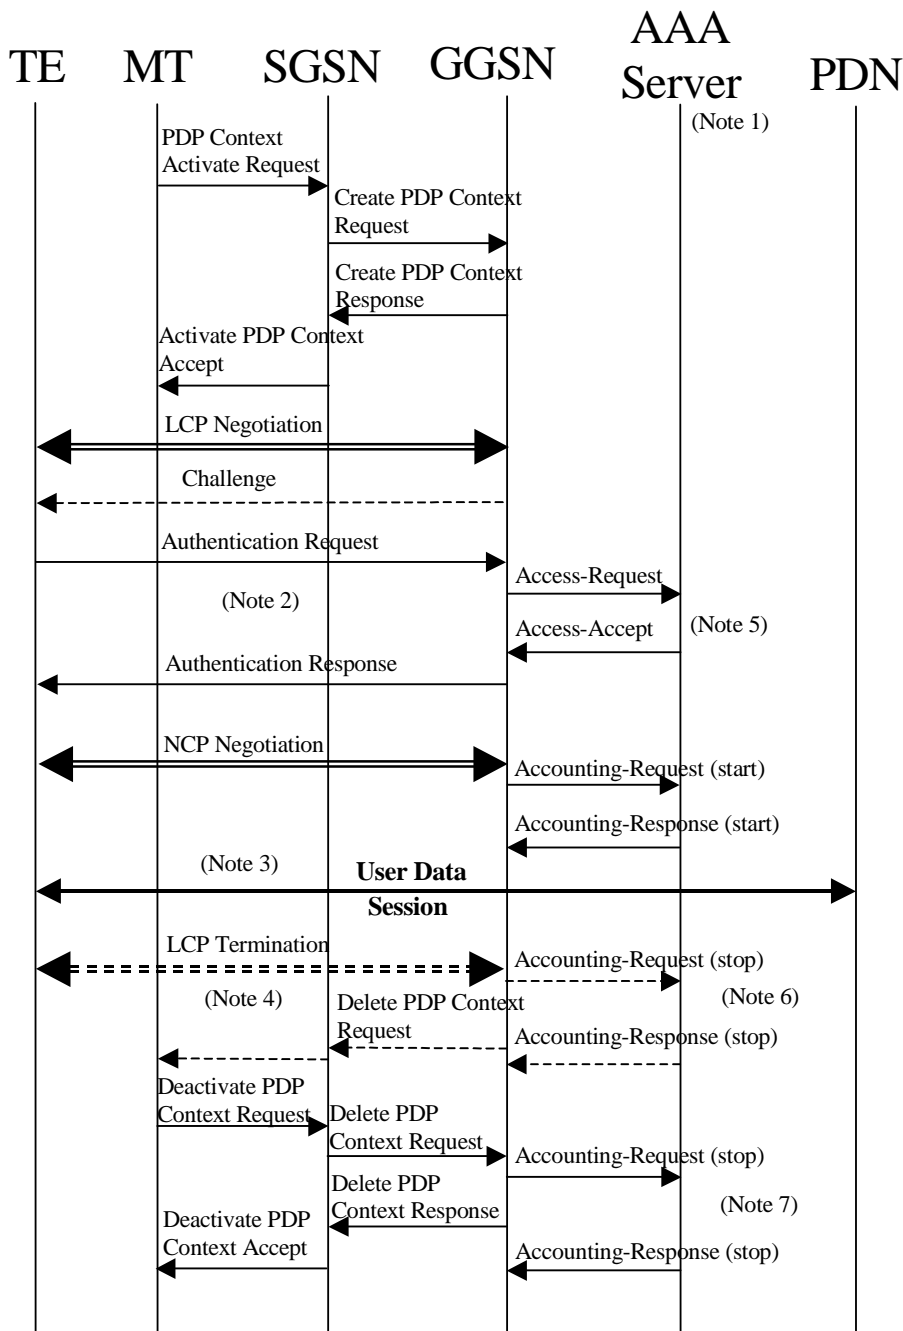 TE
MT
SGSN
GGSN
AAA
Server
PDN
(Note 1)
PDP Context
Activate Request
Create PDP Context
Request
Create PDP Context
Response
Activate PDP Context
Accept
LCP Negotiation
Challenge
Authentication Request
Access-Request
(Note 2)
Access-Accept
(Note 5)
Authentication Response
NCP Negotiation
Accounting-Request (start)
Accounting-Response (start)
(Note 3)
User Data
Session
LCP Termination
Accounting-Request (stop)
(Note 4)
(Note 6)
Delete PDP Context
Request
Accounting-Response (stop)
Deactivate PDP
Context Request
Delete PDP
Context Request
Accounting-Request (stop)
Delete PDP
Context Response
(Note 7)
Deactivate PDP
Context Accept
Accounting-Response (stop)